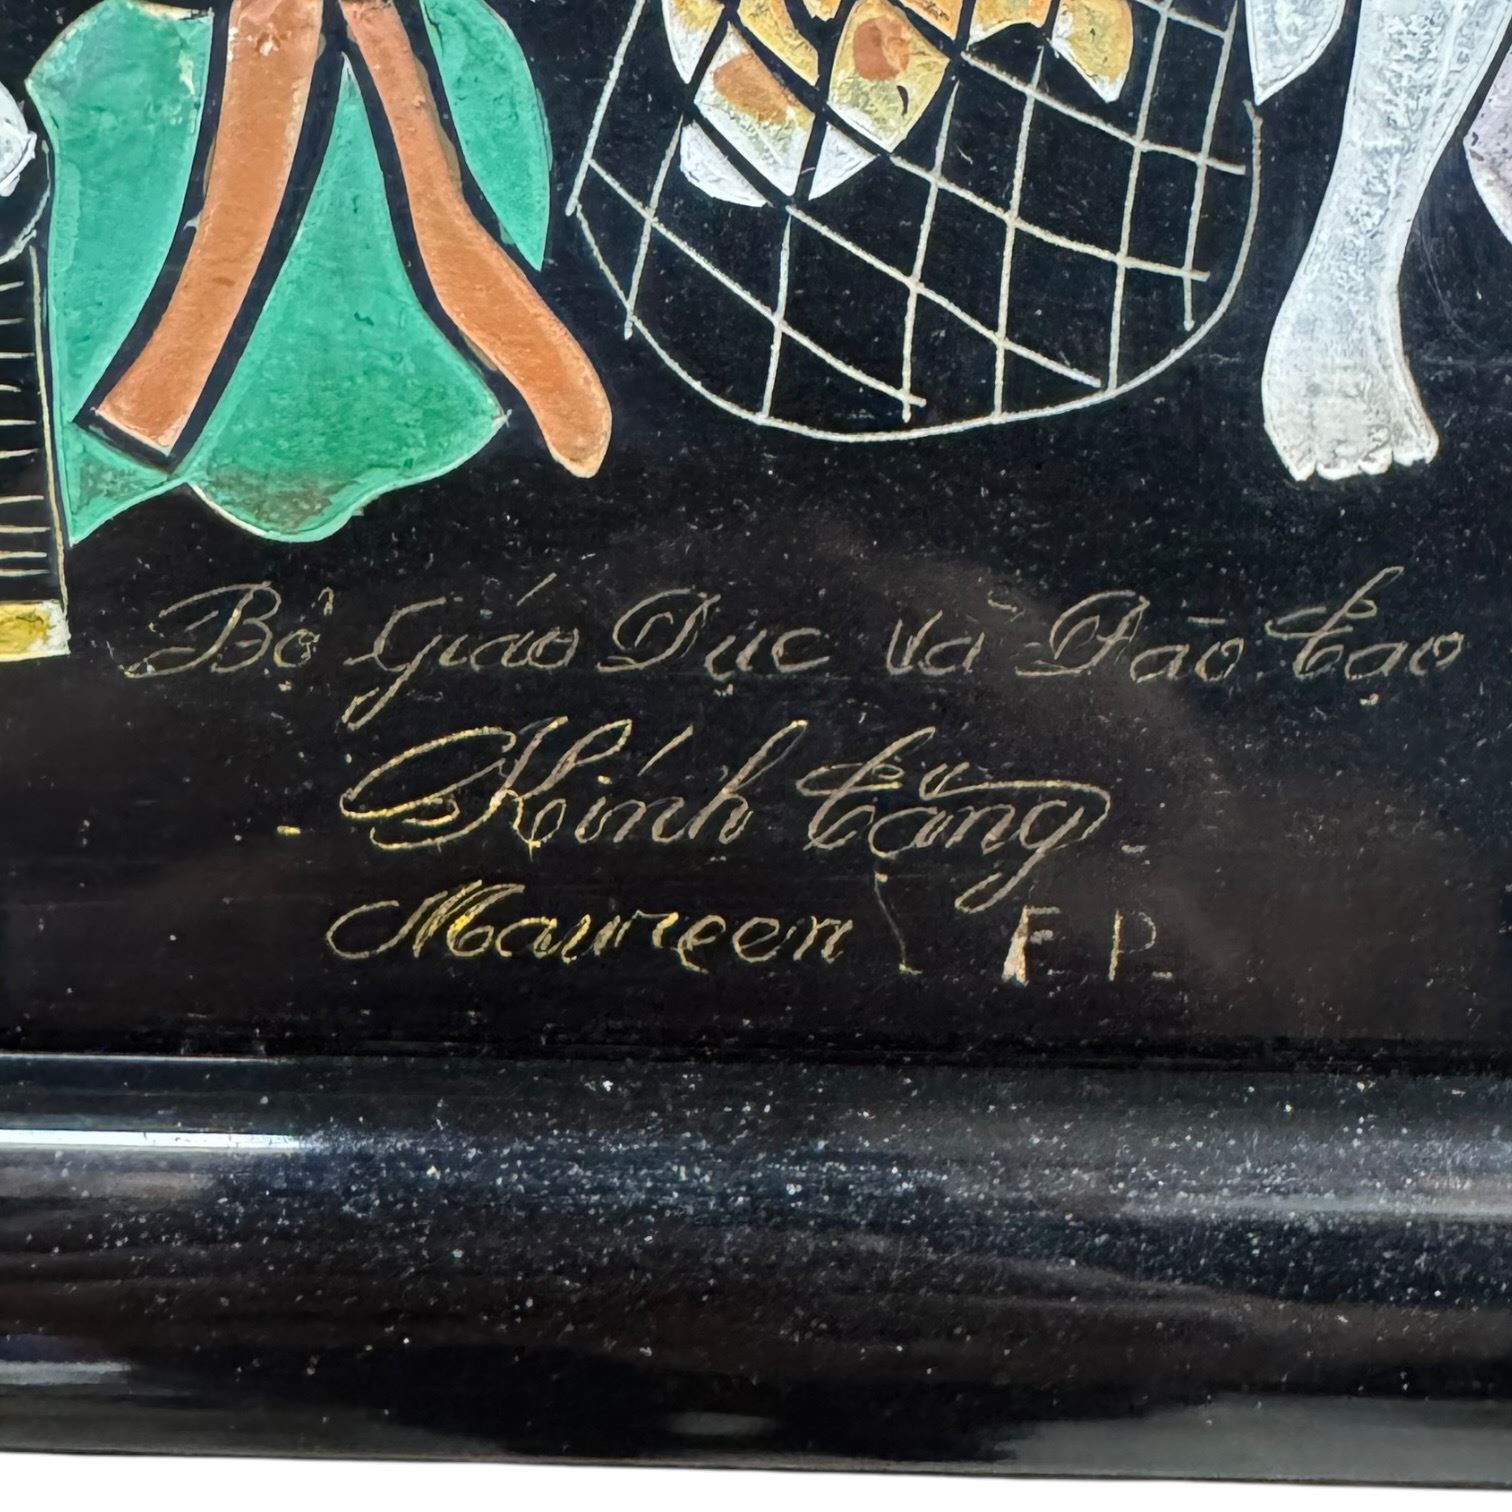 Bộ Giáo Dục và Đào tạo
Kính tặng
Maureen F P